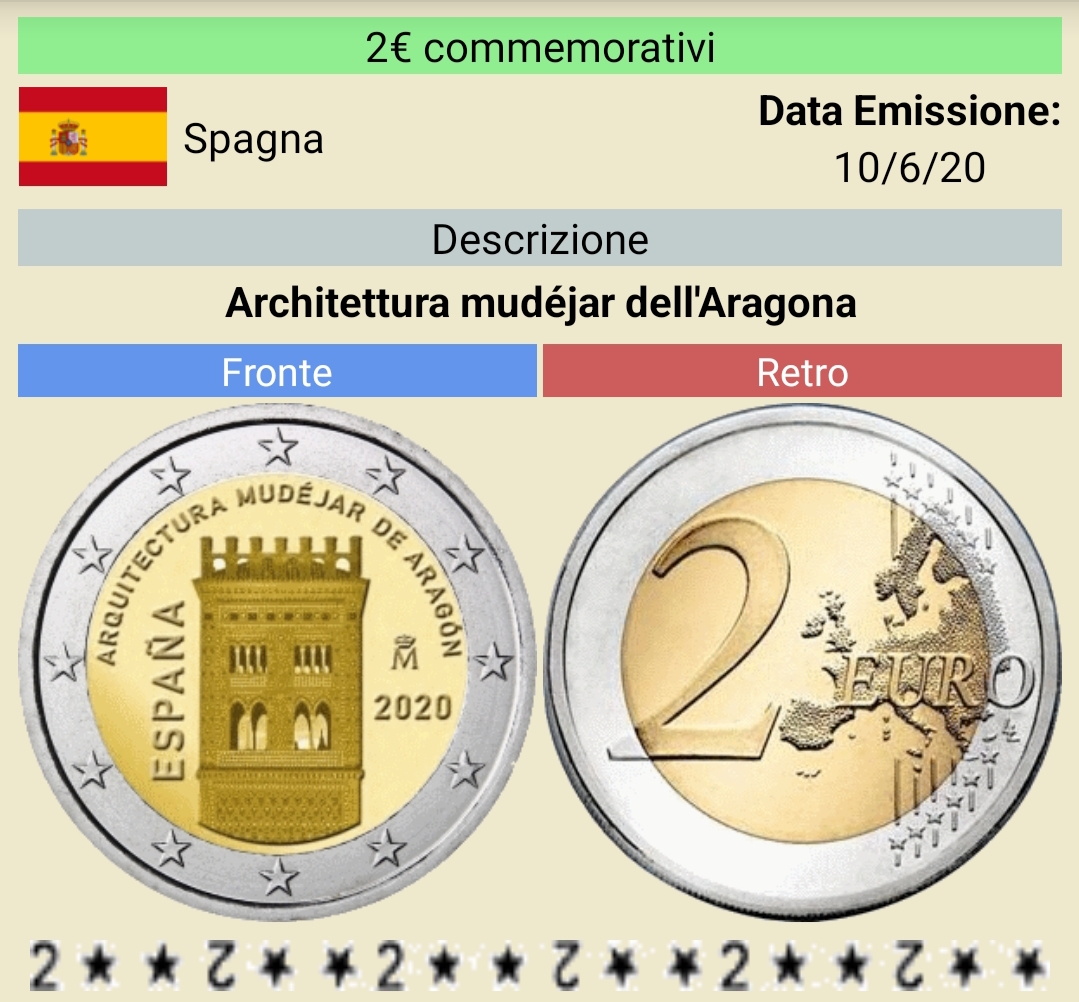 2€ commemorativi
Spagna
Data Emissione:
10/6/20
Descrizione
Architettura mudéjar dell'Aragona
Fronte
Retro
ARQUITECTURA MUDÉJAR DE ARAGÓN
ESPAÑA
M
2020
2
EURO
2 ★ ★ 2 ★ ★ 2 ★ ★ 2 ★ ★ 2 ★ ★ 2 ★ ★